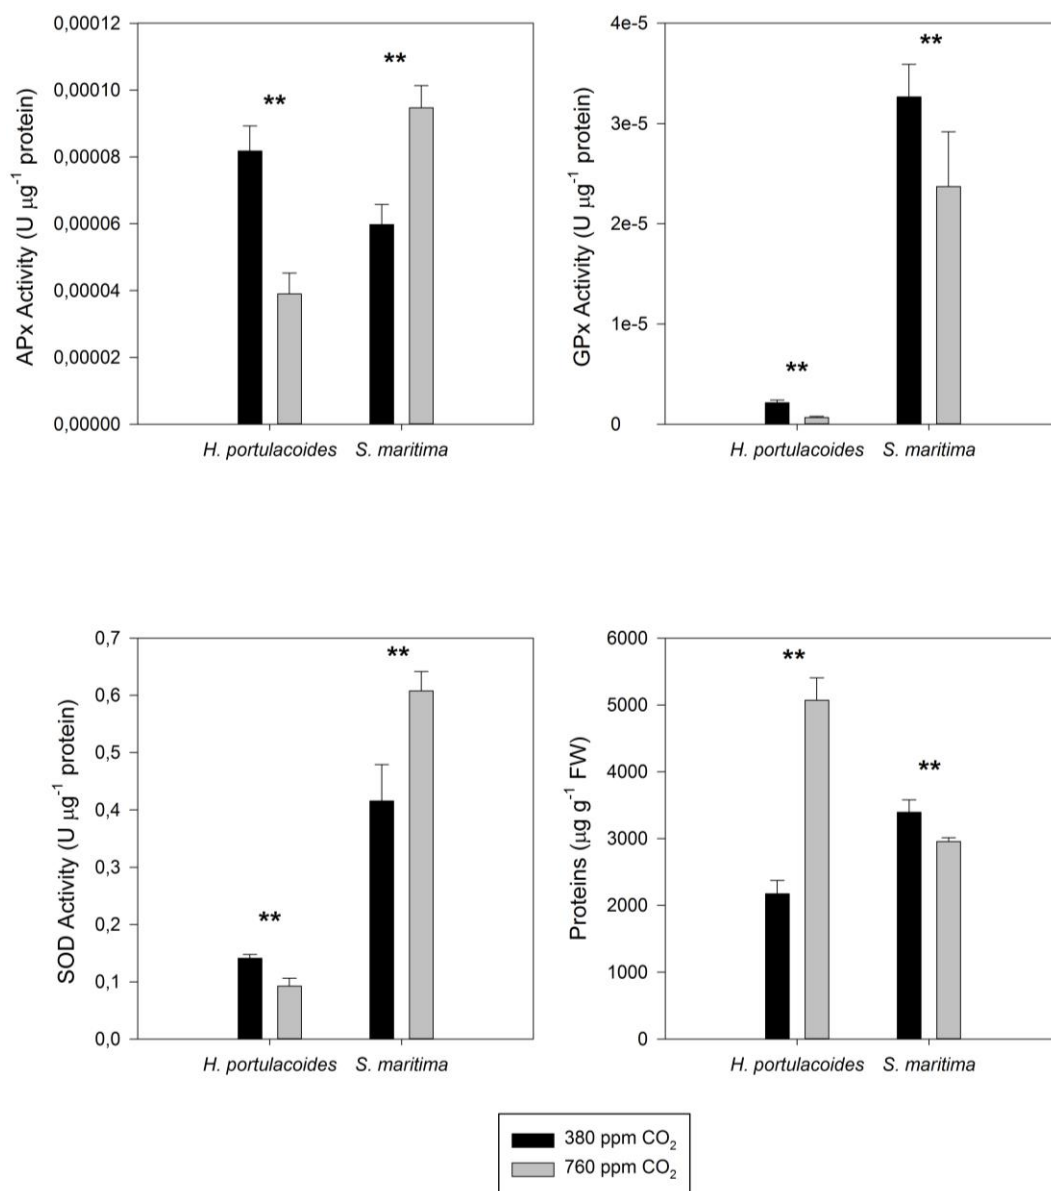 APx Activity (U μg⁻¹ protein)
0,00012
0,00010
0,00008
0,00006
0,00004
0,00002
0,00000
**
**
H. portulacoides S. maritima
GPx Activity (U μg⁻¹ protein)
4e-5
3e-5
2e-5
1e-5
0
**
**
H. portulacoides S. maritima
SOD Activity (U μg⁻¹ protein)
0,7
0,6
0,5
0,4
0,3
0,2
0,1
0,0
**
**
H. portulacoides S. maritima
Proteins (μg g⁻¹ FW)
6000
5000
4000
3000
2000
1000
0
**
**
H. portulacoides S. maritima
380 ppm CO₂
760 ppm CO₂